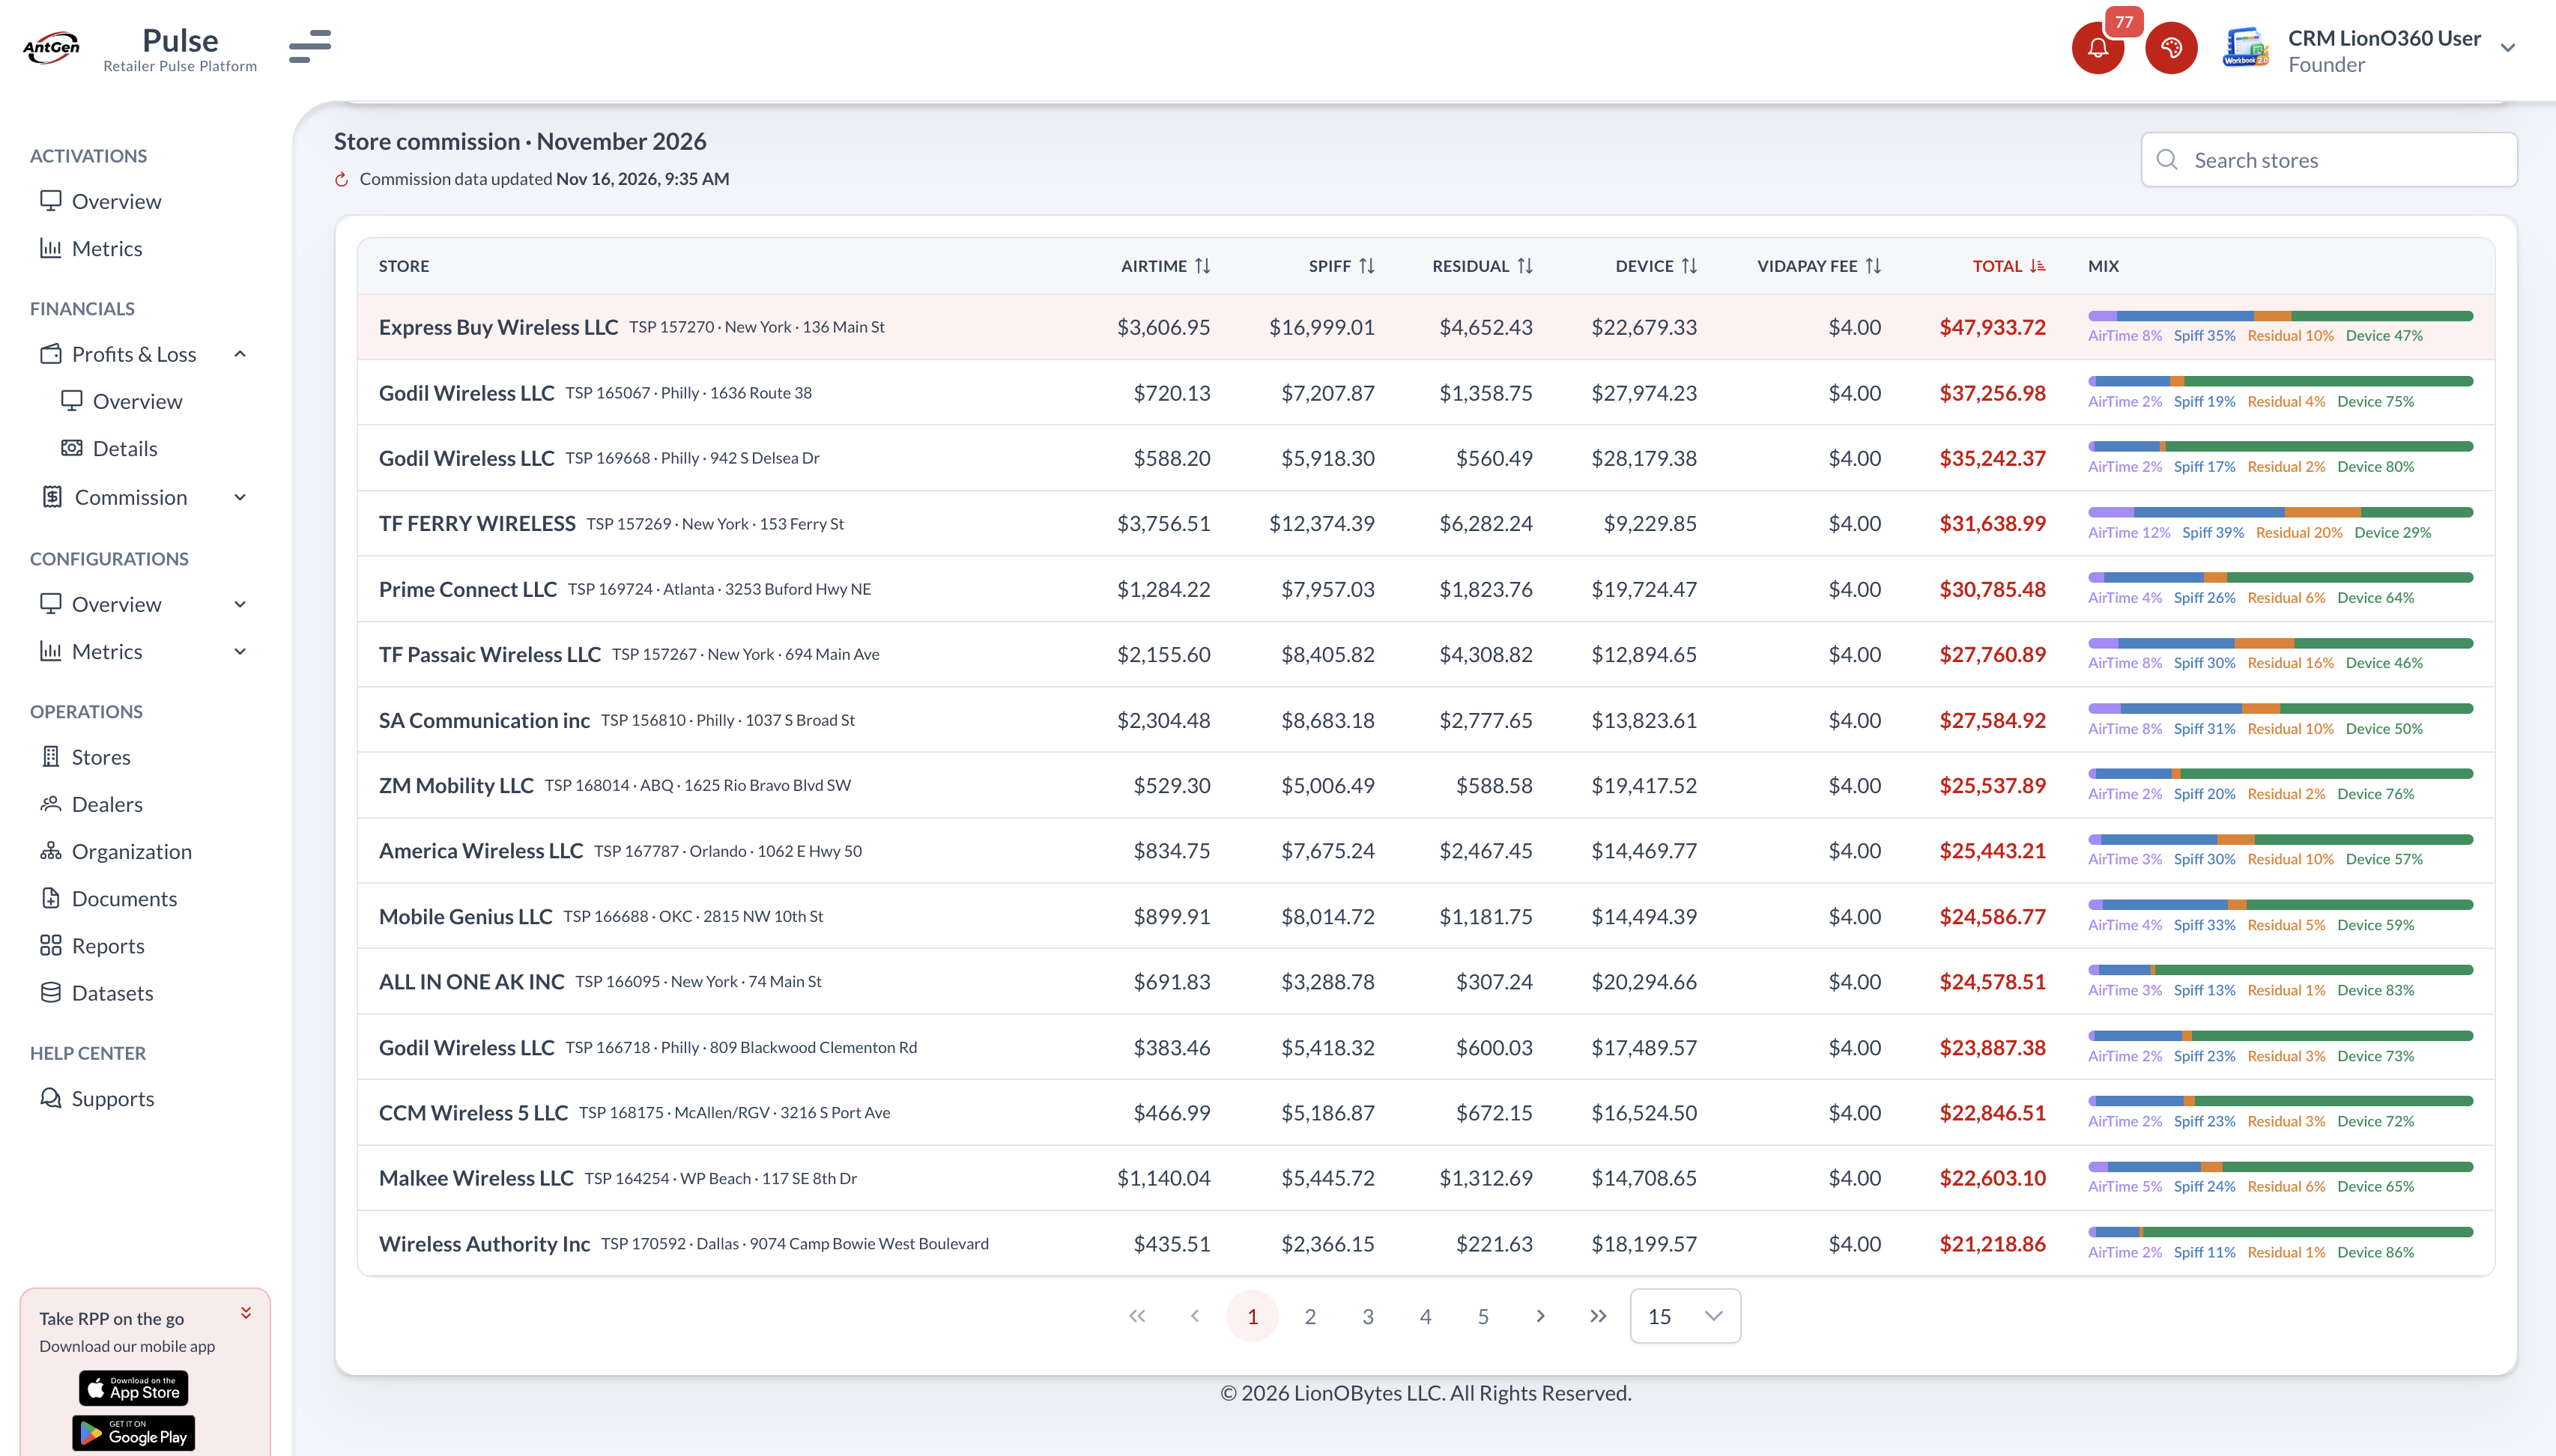 AntGen
Pulse
Retailer Pulse Platform
77
Workbook 2.0
CRM LionO360 User
Founder
ACTIVATIONS
Overview
Metrics
FINANCIALS
Profits & Loss
Overview
Details
Commission
CONFIGURATIONS
Overview
Metrics
OPERATIONS
Stores
Dealers
Organization
Documents
Reports
Datasets
HELP CENTER
Supports
Take RPP on the go
Download our mobile app
Download on the
App Store
GET IT ON
Google Play
Store commission · November 2026
Commission data updated Nov 16, 2026, 9:35 AM
Search stores
STORE AIRTIME SPIFF RESIDUAL DEVICE VIDAPAY FEE TOTAL MIX
Express Buy Wireless LLC TSP 157270 · New York · 136 Main St $3,606.95 $16,999.01 $4,652.43 $22,679.33 $4.00 $47,933.72
AirTime 8% Spiff 35% Residual 10% Device 47%
Godil Wireless LLC TSP 165067 · Philly · 1636 Route 38 $720.13 $7,207.87 $1,358.75 $27,974.23 $4.00 $37,256.98
AirTime 2% Spiff 19% Residual 4% Device 75%
Godil Wireless LLC TSP 169668 · Philly · 942 S Delsea Dr $588.20 $5,918.30 $560.49 $28,179.38 $4.00 $35,242.37
AirTime 2% Spiff 17% Residual 2% Device 80%
TF FERRY WIRELESS TSP 157269 · New York · 153 Ferry St $3,756.51 $12,374.39 $6,282.24 $9,229.85 $4.00 $31,638.99
AirTime 12% Spiff 39% Residual 20% Device 29%
Prime Connect LLC TSP 169724 · Atlanta · 3253 Buford Hwy NE $1,284.22 $7,957.03 $1,823.76 $19,724.47 $4.00 $30,785.48
AirTime 4% Spiff 26% Residual 6% Device 64%
TF Passaic Wireless LLC TSP 157267 · New York · 694 Main Ave $2,155.60 $8,405.82 $4,308.82 $12,894.65 $4.00 $27,760.89
AirTime 8% Spiff 30% Residual 16% Device 46%
SA Communication inc TSP 156810 · Philly · 1037 S Broad St $2,304.48 $8,683.18 $2,777.65 $13,823.61 $4.00 $27,584.92
AirTime 8% Spiff 31% Residual 10% Device 50%
ZM Mobility LLC TSP 168014 · ABQ · 1625 Rio Bravo Blvd SW $529.30 $5,006.49 $588.58 $19,417.52 $4.00 $25,537.89
AirTime 2% Spiff 20% Residual 2% Device 76%
America Wireless LLC TSP 167787 · Orlando · 1062 E Hwy 50 $834.75 $7,675.24 $2,467.45 $14,469.77 $4.00 $25,443.21
AirTime 3% Spiff 30% Residual 10% Device 57%
Mobile Genius LLC TSP 166688 · OKC · 2815 NW 10th St $899.91 $8,014.72 $1,181.75 $14,494.39 $4.00 $24,586.77
AirTime 4% Spiff 33% Residual 5% Device 59%
ALL IN ONE AK INC TSP 166095 · New York · 74 Main St $691.83 $3,288.78 $307.24 $20,294.66 $4.00 $24,578.51
AirTime 3% Spiff 13% Residual 1% Device 83%
Godil Wireless LLC TSP 166718 · Philly · 809 Blackwood Clementon Rd $383.46 $5,418.32 $600.03 $17,489.57 $4.00 $23,887.38
AirTime 2% Spiff 23% Residual 3% Device 73%
CCM Wireless 5 LLC TSP 168175 · McAllen/RGV · 3216 S Port Ave $466.99 $5,186.87 $672.15 $16,524.50 $4.00 $22,846.51
AirTime 2% Spiff 23% Residual 3% Device 72%
Malkee Wireless LLC TSP 164254 · WP Beach · 117 SE 8th Dr $1,140.04 $5,445.72 $1,312.69 $14,708.65 $4.00 $22,603.10
AirTime 5% Spiff 24% Residual 6% Device 65%
Wireless Authority Inc TSP 170592 · Dallas · 9074 Camp Bowie West Boulevard $435.51 $2,366.15 $221.63 $18,199.57 $4.00 $21,218.86
AirTime 2% Spiff 11% Residual 1% Device 86%
1 2 3 4 5 15
© 2026 LionOBytes LLC. All Rights Reserved.